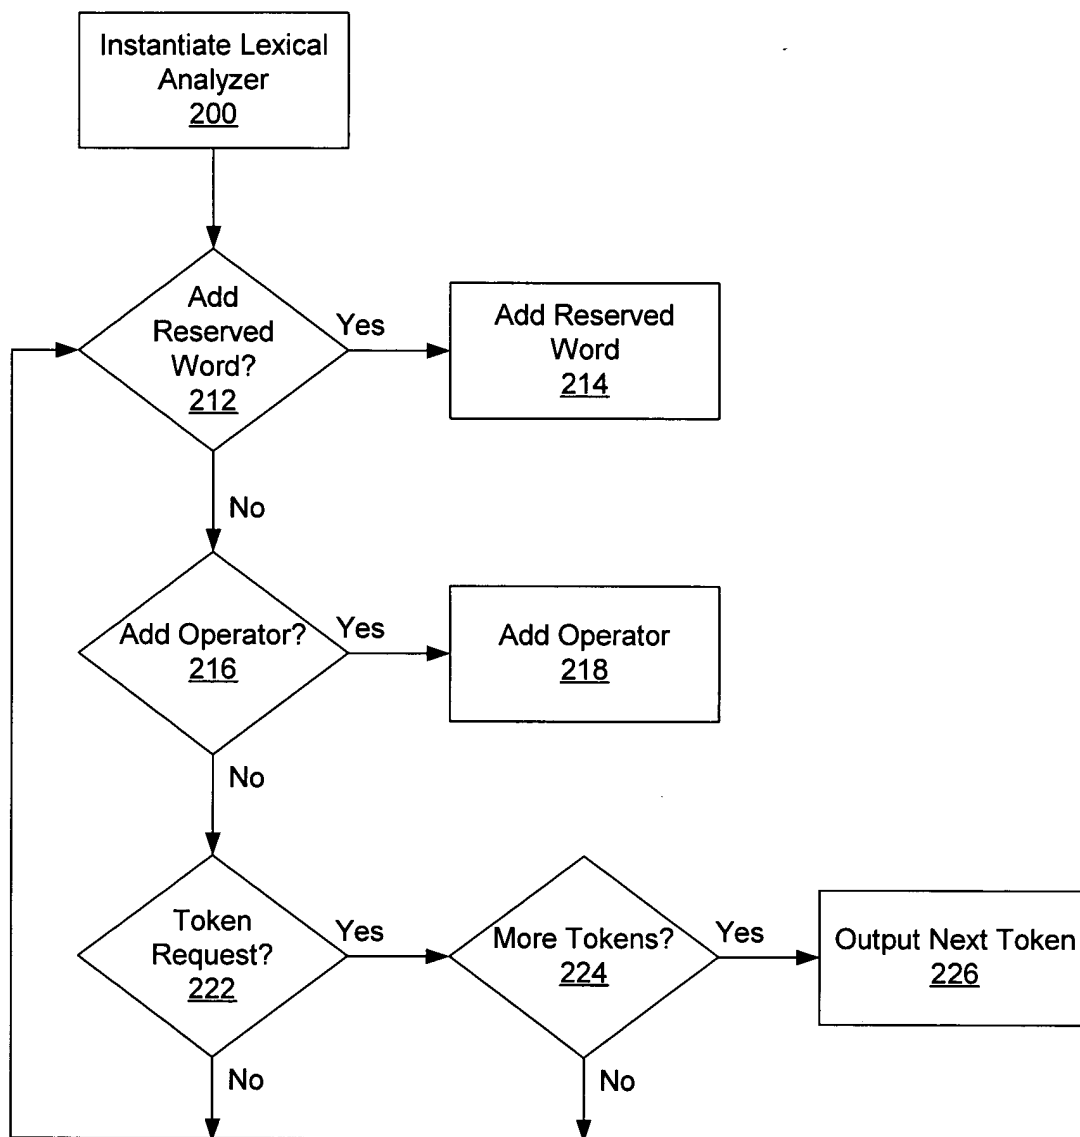 Instantiate Lexical
Analyzer
200
Add
Reserved
Word?
212
Yes
Add Reserved
Word
214
No
Add Operator?
216
Yes
Add Operator
218
No
Token
Request?
222
Yes
More Tokens?
224
Yes
Output Next Token
226
No
No